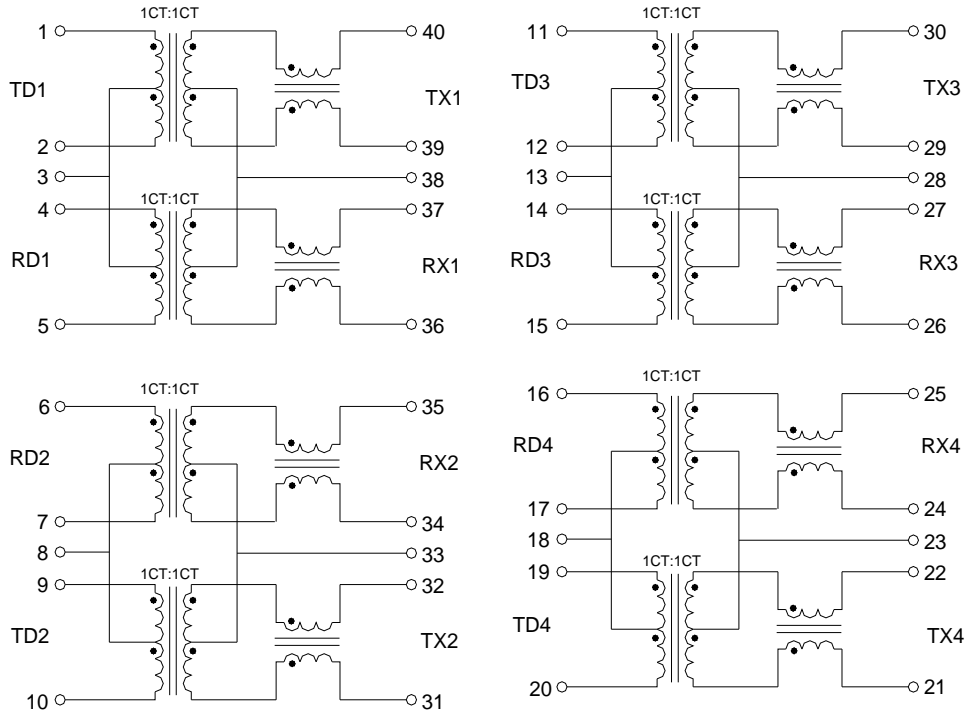 1CT:1CT
1 40
TD1 TX1
2 39
3 38
1CT:1CT
4 37
RD1 RX1
5 36
1CT:1CT
6 35
RD2 RX2
7 34
8 33
1CT:1CT
9 32
TD2 TX2
10 31
1CT:1CT
11 30
TD3 TX3
12 29
13 28
1CT:1CT
14 27
RD3 RX3
15 26
1CT:1CT
16 25
RD4 RX4
17 24
18 23
1CT:1CT
19 22
TD4 TX4
20 21